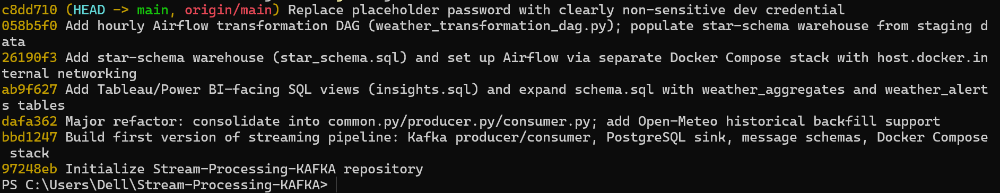 c8dd710 (HEAD -> main, origin/main) Replace placeholder password with clearly non-sensitive dev credential
058b5f0 Add hourly Airflow transformation DAG (weather_transformation_dag.py); populate star-schema warehouse from staging d
ata
26190f3 Add star-schema warehouse (star_schema.sql) and set up Airflow via separate Docker Compose stack with host.docker.in
ternal networking
ab9f627 Add Tableau/Power BI-facing SQL views (insights.sql) and expand schema.sql with weather_aggregates and weather_alert
s tables
dafa362 Major refactor: consolidate into common.py/producer.py/consumer.py; add Open-Meteo historical backfill support
bbd1247 Build first version of streaming pipeline: Kafka producer/consumer, PostgreSQL sink, message schemas, Docker Compose
 stack
97248eb Initialize Stream-Processing-KAFKA repository
PS C:\Users\Dell\Stream-Processing-KAFKA>